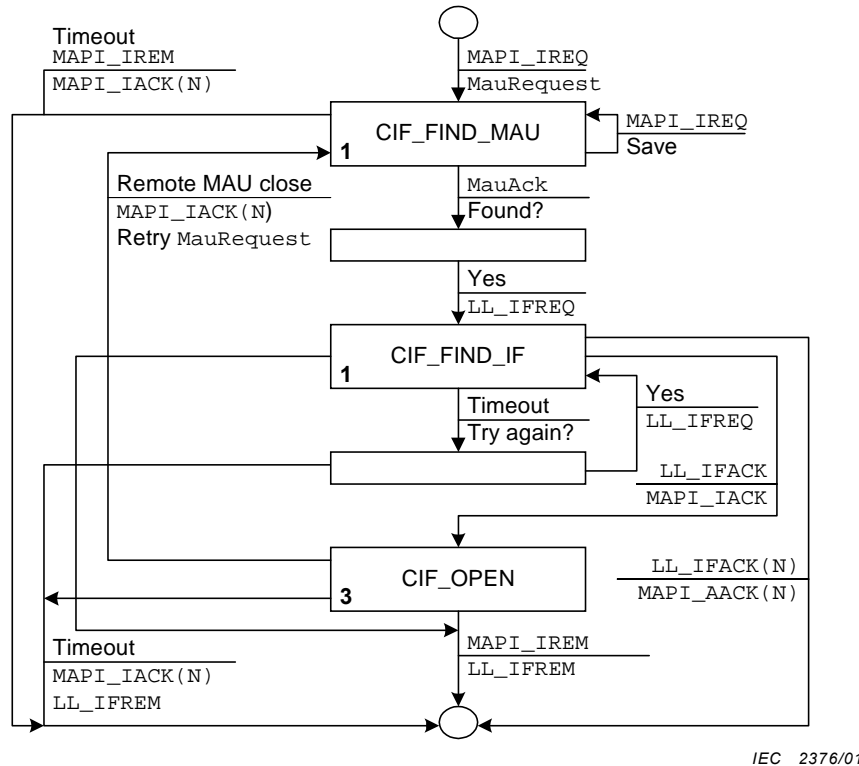 Timeout
MAPI_IREM
MAPI_IACK(N)
MAPI_IREQ
MauRequest
CIF_FIND_MAU
1
MAPI_IREQ
Save
Remote MAU close
MAPI_IACK(N)
Retry MauRequest
MauAck
Found?
Yes
LL_IFREQ
CIF_FIND_IF
1
Timeout
Try again?
Yes
LL_IFREQ
LL_IFACK
MAPI_IACK
CIF_OPEN
3
LL_IFACK(N)
MAPI_AACK(N)
Timeout
MAPI_IACK(N)
LL_IFREM
MAPI_IREM
LL_IFREM
IEC 2376/01